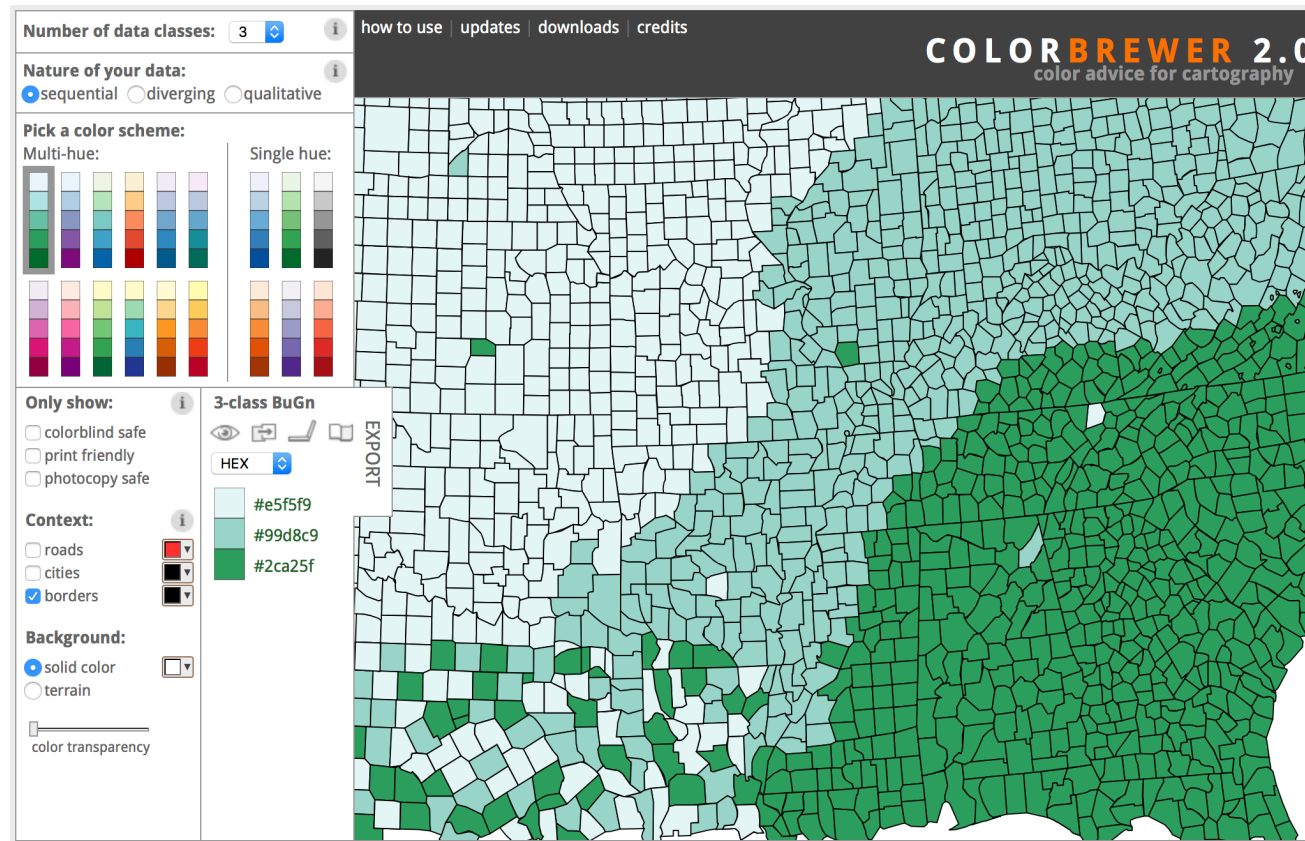 Number of data classes: 3 i
how to use | updates | downloads | credits
COLORBREWER 2.0
color advice for cartography
Nature of your data: i
sequential diverging qualitative
Pick a color scheme:
Multi-hue: Single hue:
Only show: i
colorblind safe
print friendly
photocopy safe
Context: i
roads
cities
borders
Background:
solid color
terrain
color transparency
3-class BuGn
EXPORT
HEX
#e5f5f9
#99d8c9
#2ca25f